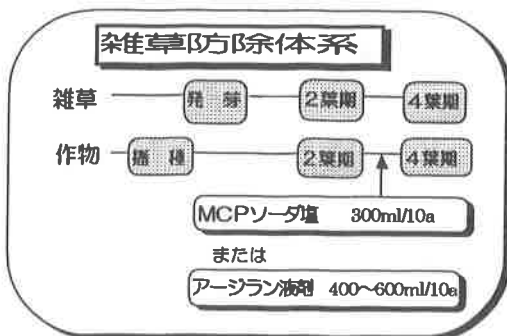 雑草防除体系
雑草 発芽 2葉期 4葉期
作物 播種 2葉期 4葉期
MCPソーダ塩 300ml/10a
または
アージラン液剤 400〜600ml/10a